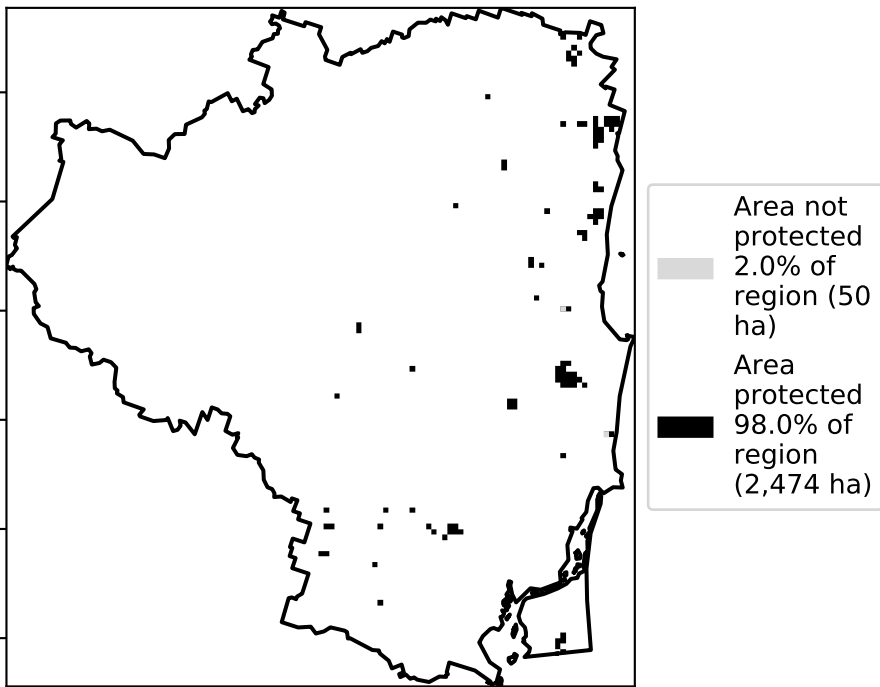 Area not
protected
2.0% of
region (50
ha)
Area
protected
98.0% of
region
(2,474 ha)